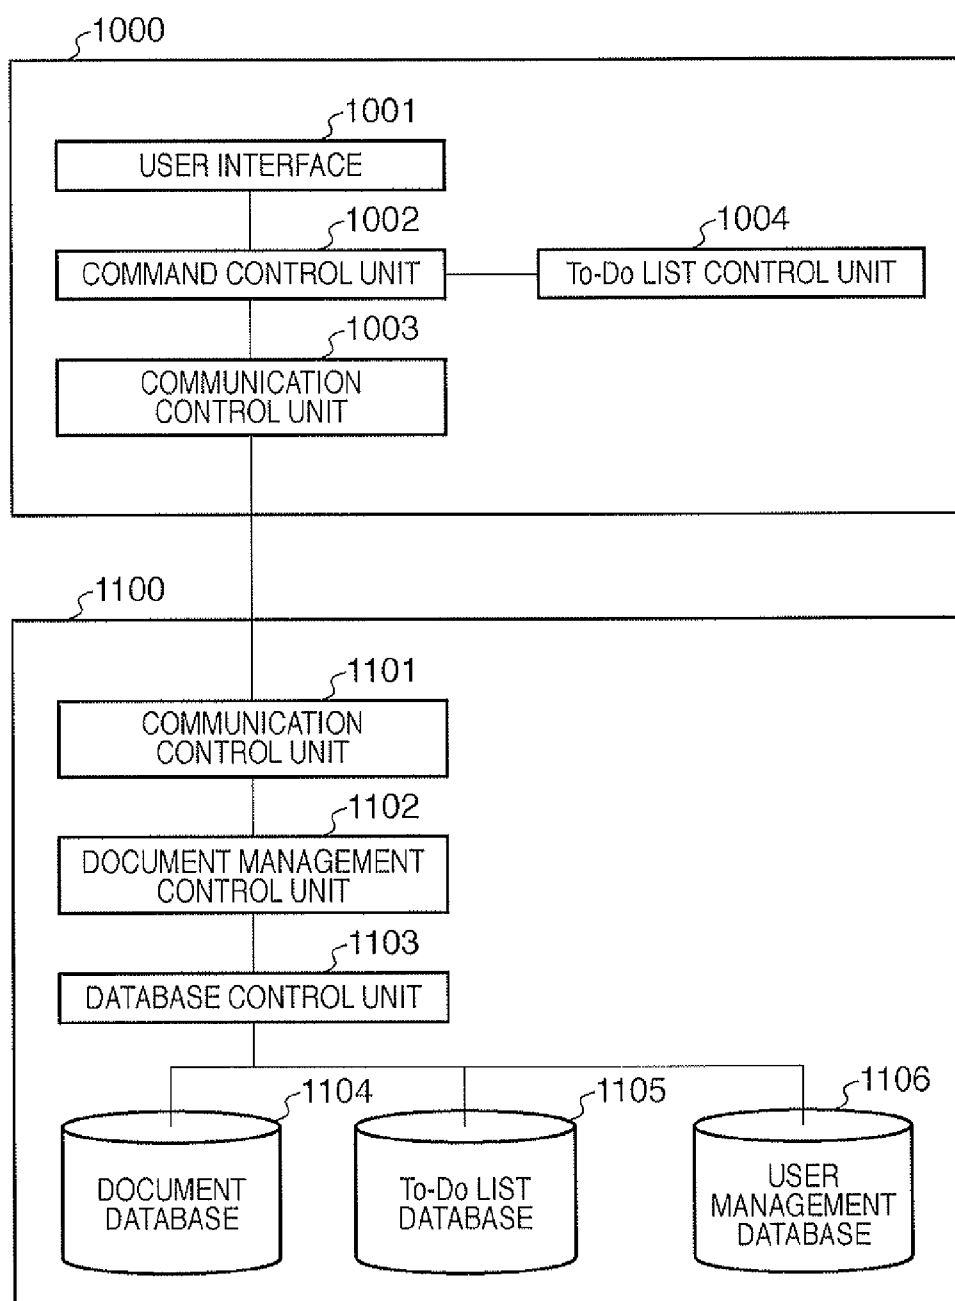 1000
1001
USER INTERFACE
1002
COMMAND CONTROL UNIT
1004
To-Do LIST CONTROL UNIT
1003
COMMUNICATION
CONTROL UNIT
1100
1101
COMMUNICATION
CONTROL UNIT
1102
DOCUMENT MANAGEMENT
CONTROL UNIT
1103
DATABASE CONTROL UNIT
1104
DOCUMENT
DATABASE
1105
To-Do LIST
DATABASE
1106
USER
MANAGEMENT
DATABASE